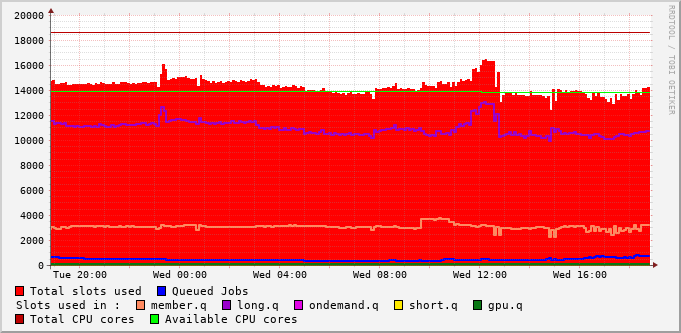 20000
18000
16000
14000
12000
10000
8000
6000
4000
2000
0
Tue 20:00 Wed 00:00 Wed 04:00 Wed 08:00 Wed 12:00 Wed 16:00
RRDTOOL / TOBI OETIKER
Total slots used Queued Jobs
Slots used in : member.q long.q ondemand.q short.q gpu.q
Total CPU cores Available CPU cores